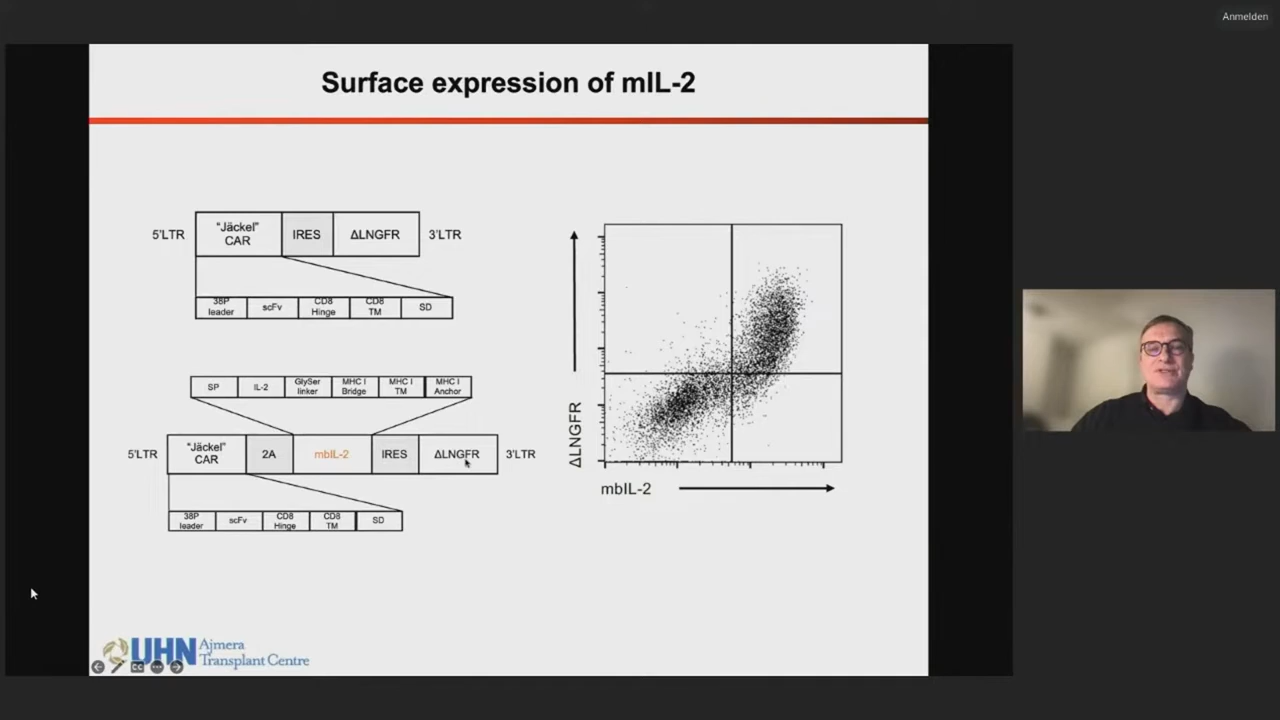 Anmelden
Surface expression of mIL-2
5'LTR
"Jäckel"
CAR
IRES
ΔLNGFR
3'LTR
38P
leader
scFv
CD8
Hinge
CD8
TM
SD
SP
IL-2
GlySer
linker
MHC I
Bridge
MHC I
TM
MHC I
Anchor
5'LTR
"Jäckel"
CAR
2A
mbIL-2
IRES
ΔLNGFR
3'LTR
38P
leader
scFv
CD8
Hinge
CD8
TM
SD
ΔLNGFR
mbIL-2
UHN
Ajmera
Transplant Centre
CC